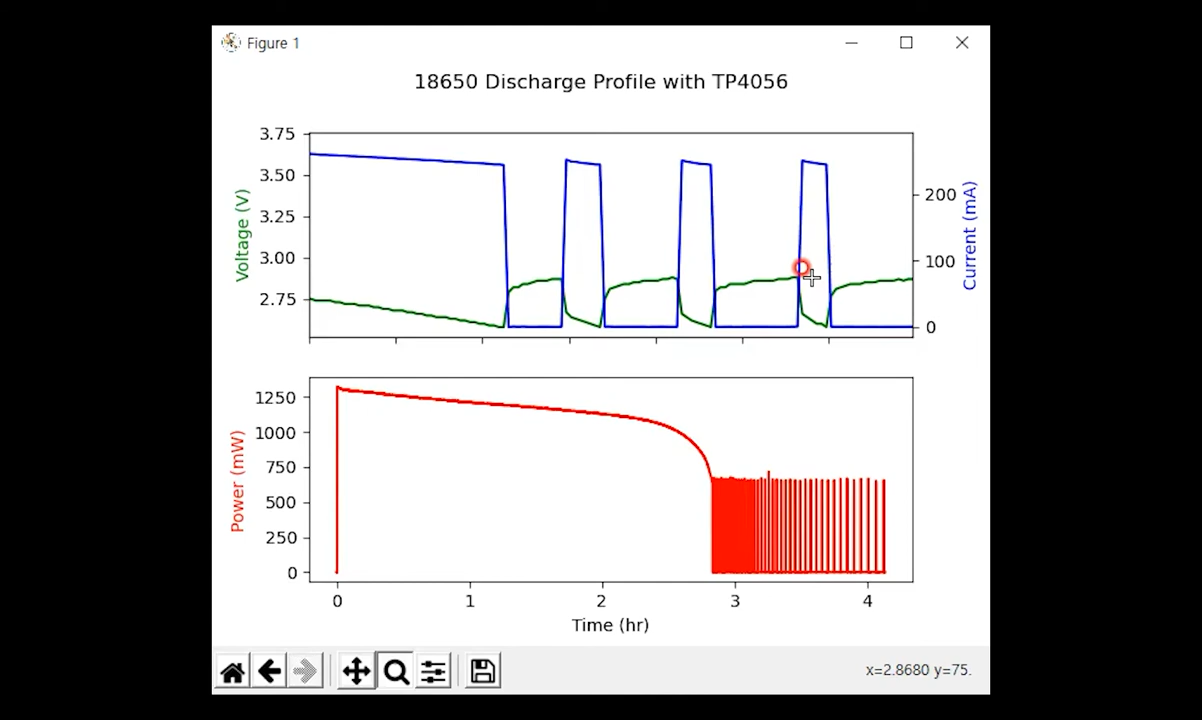 Figure 1
18650 Discharge Profile with TP4056
3.75
3.50
3.25
3.00
2.75
Voltage (V)
200
100
0
Current (mA)
1250
1000
750
500
250
0
Power (mW)
0 1 2 3 4
Time (hr)
x=2.8680 y=75.